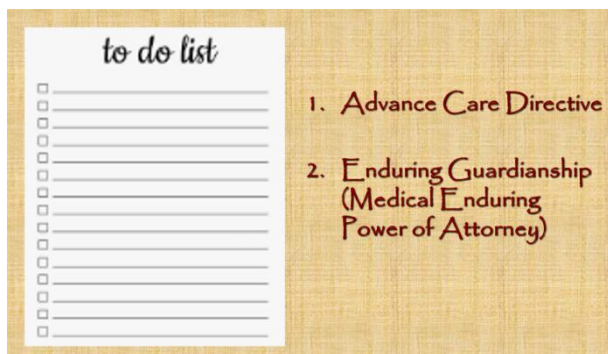 to do list
1. Advance Care Directive
2. Enduring Guardianship
(Medical Enduring
Power of Attorney)